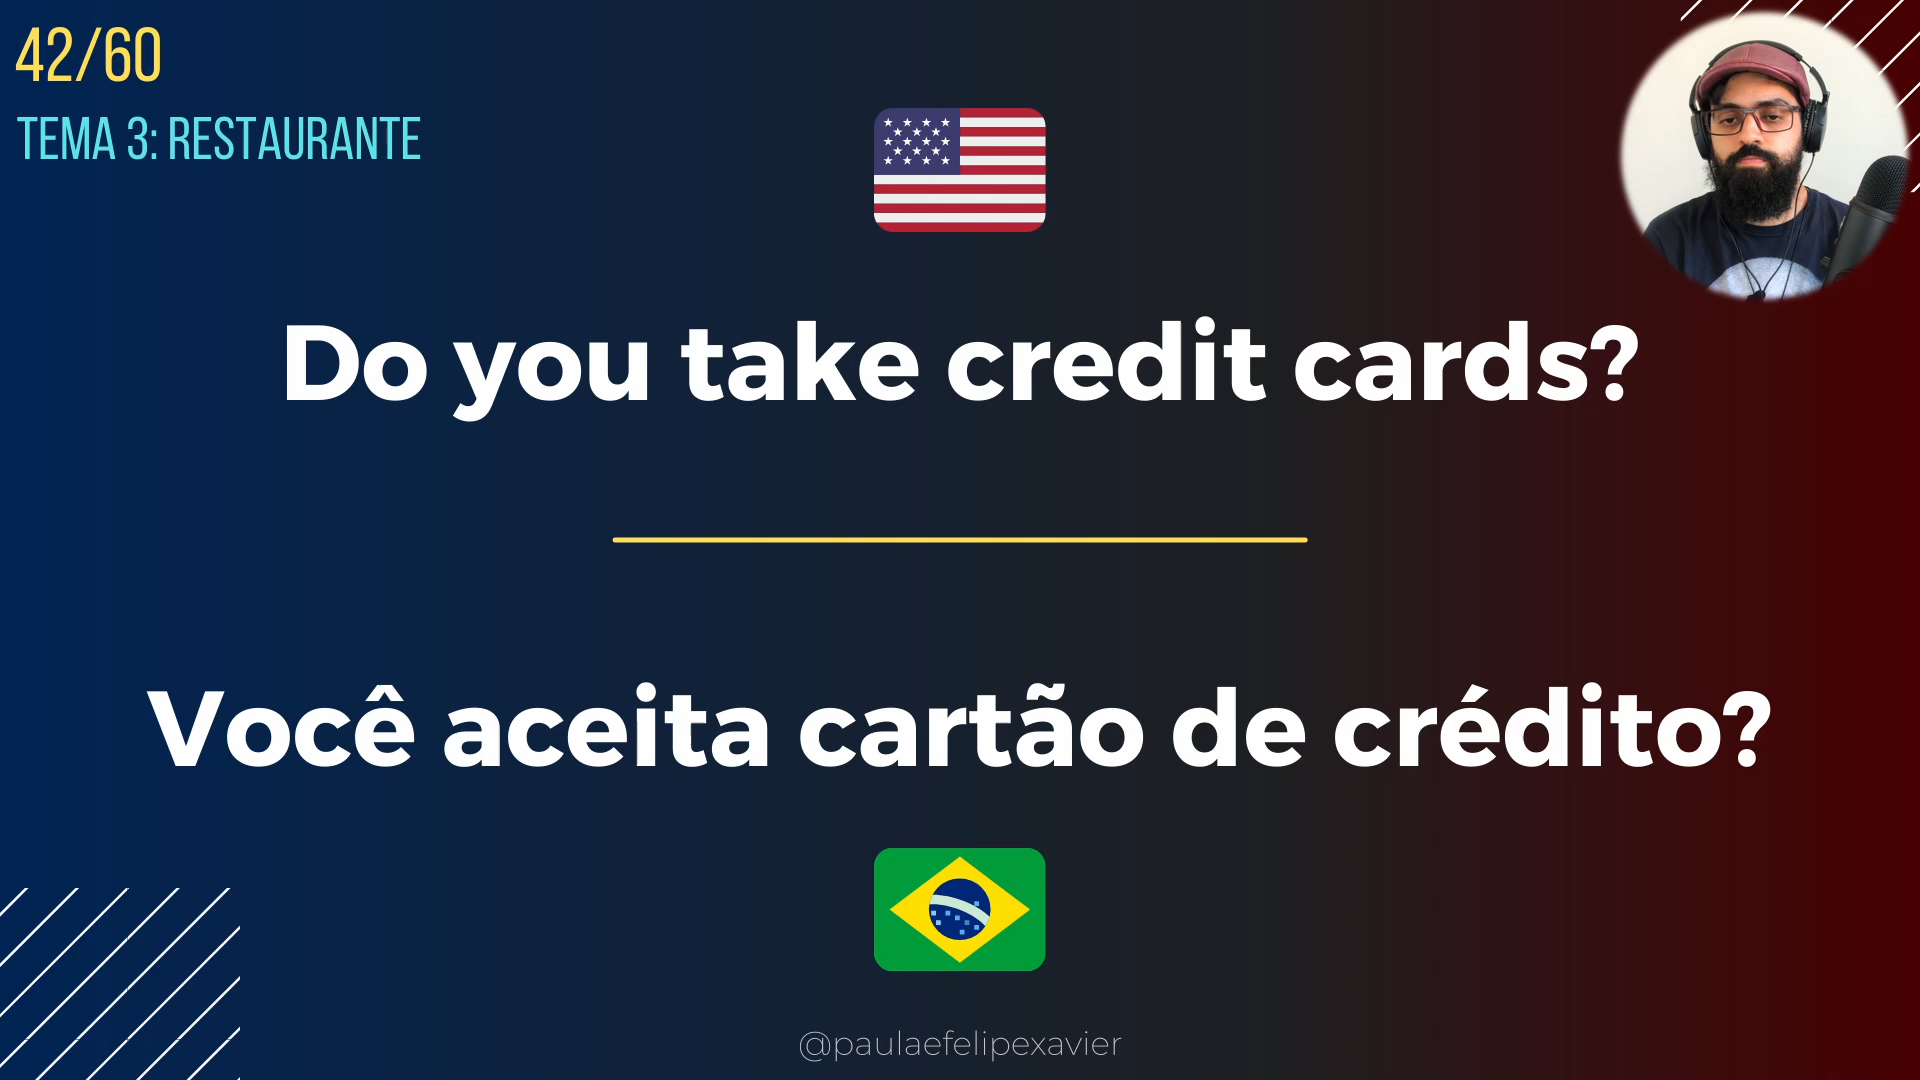 42/60
TEMA 3: RESTAURANTE
Do you take credit cards?
Você aceita cartão de crédito?
@paulaefelipexavier